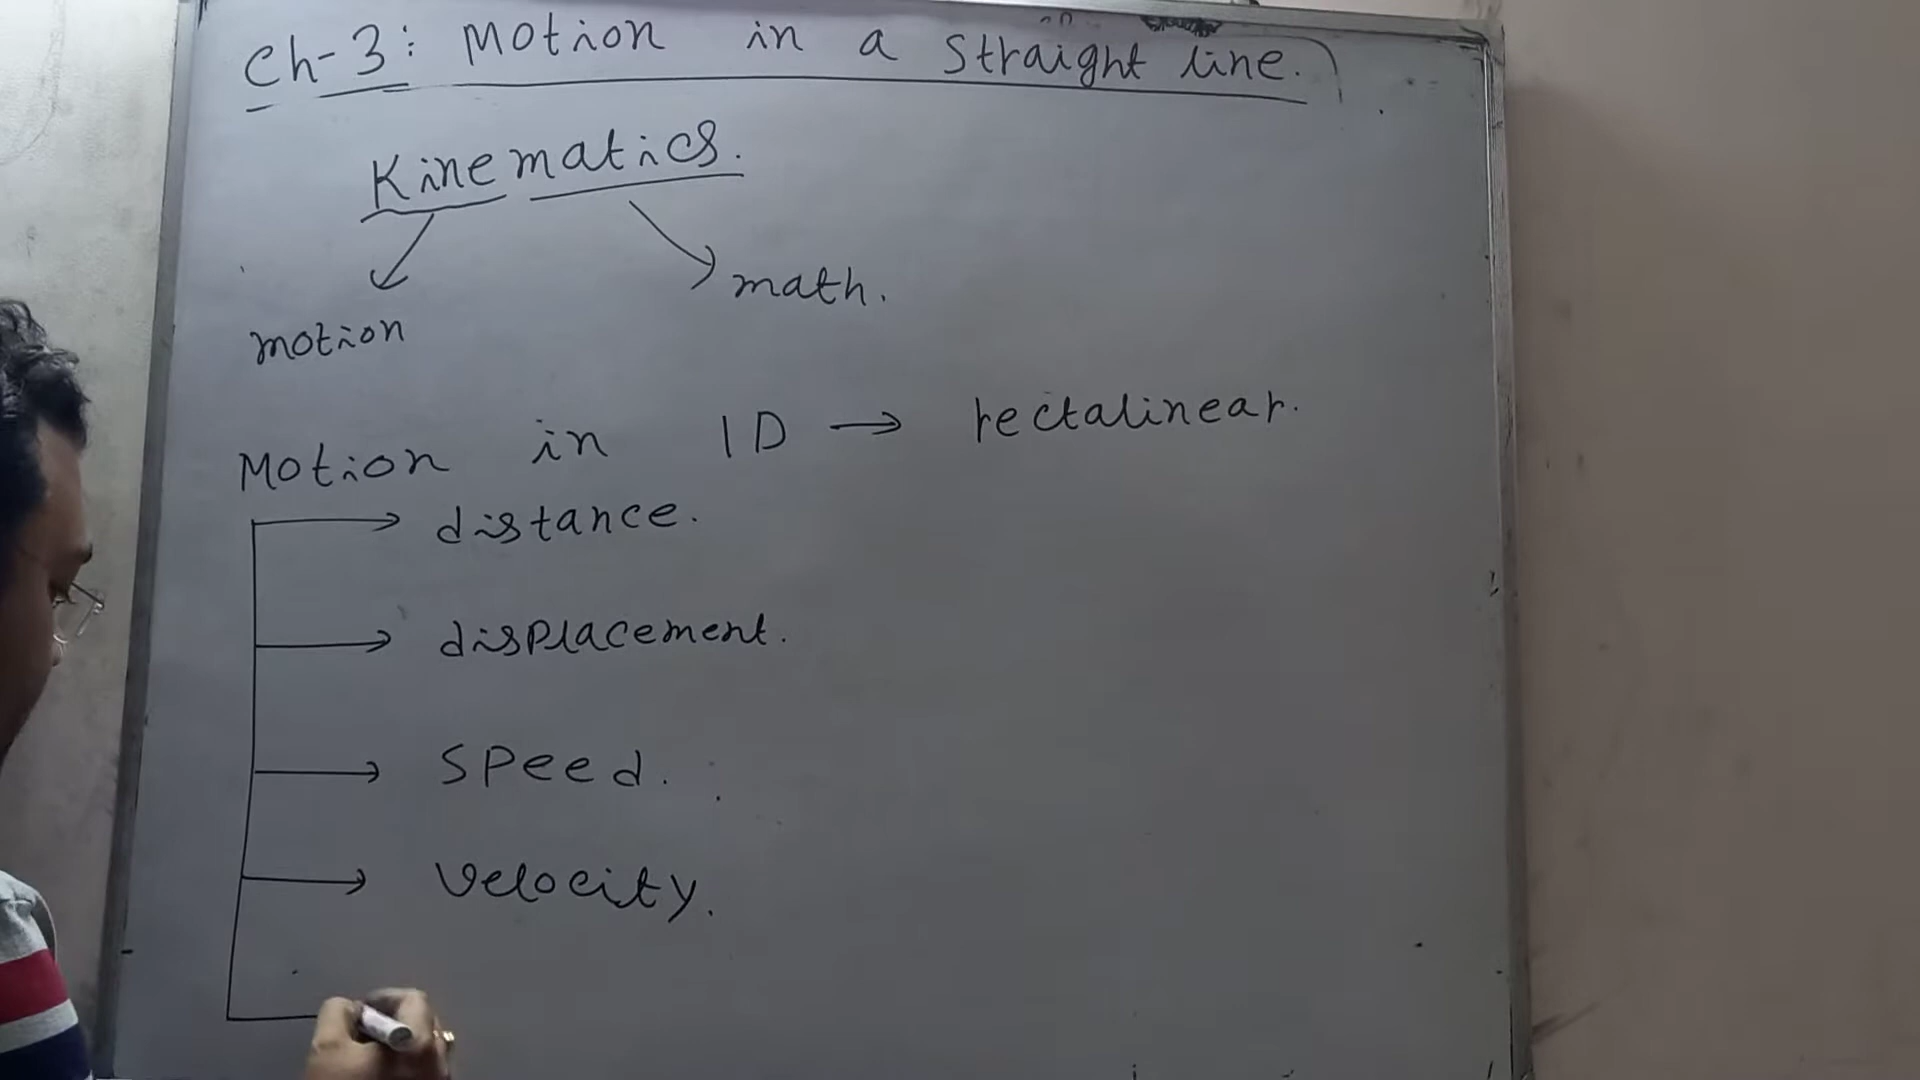 Ch-3: Motion in a straight line.
Kinematics.
math.
motion
Motion in 1D → rectalinear.
→ distance.
→ displacement.
→ speed.
→ velocity.